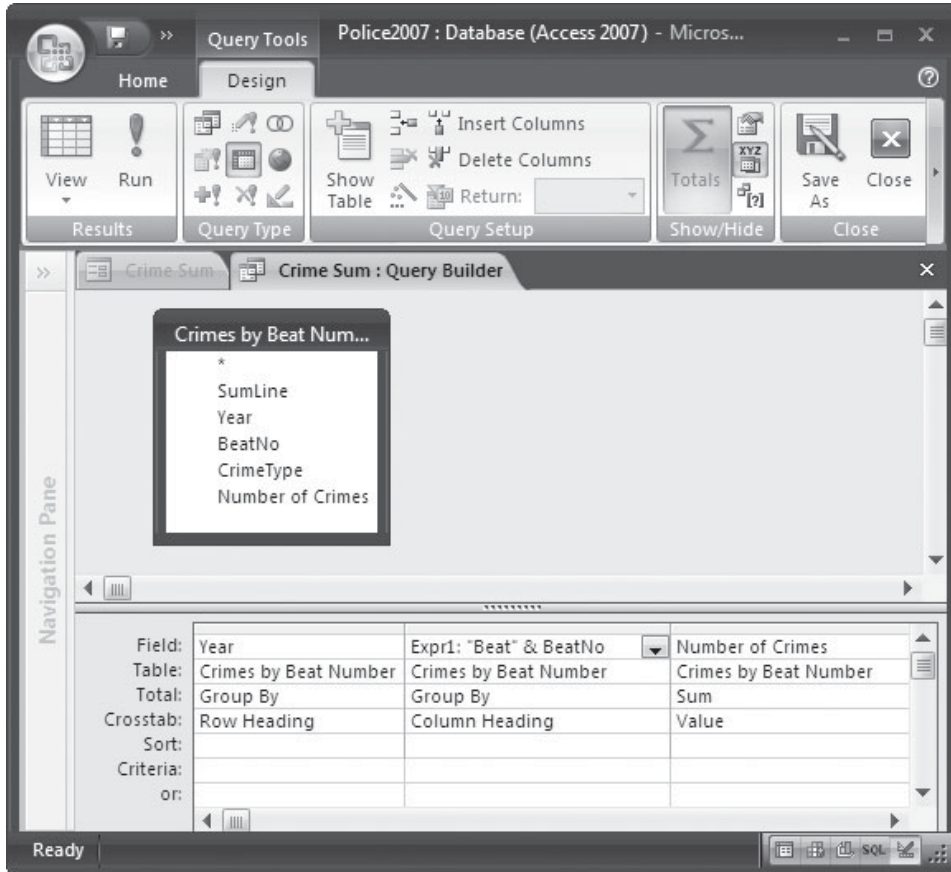 Query Tools Police2007 : Database (Access 2007) - Micros...
Home Design
View Run Show Table Insert Columns Delete Columns Return: Totals Save As Close
Results Query Type Query Setup Show/Hide Close
Crime Sum Crime Sum : Query Builder
Crimes by Beat Num...
*
SumLine
Year
BeatNo
CrimeType
Number of Crimes
Navigation Pane
Field: Year Expr1: "Beat" & BeatNo Number of Crimes
Table: Crimes by Beat Number Crimes by Beat Number Crimes by Beat Number
Total: Group By Group By Sum
Crosstab: Row Heading Column Heading Value
Sort:
Criteria:
or:
Ready SQL